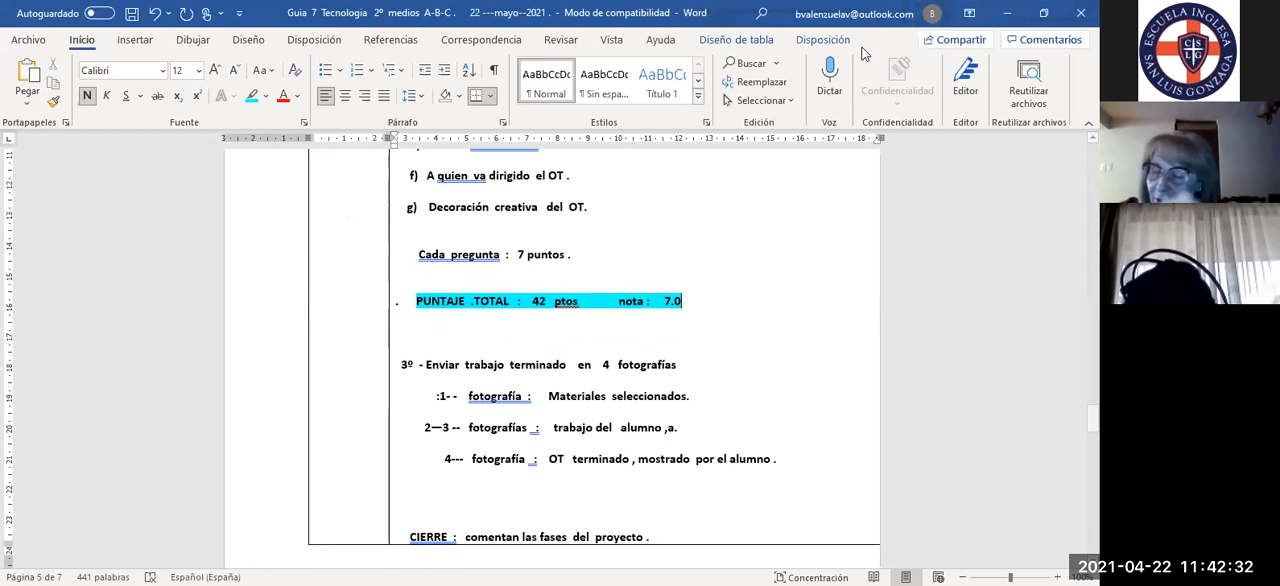 Autoguardado
Guia 7 Tecnologia 2º medios A-B-C . 22 ---mayo--2021 . - Modo de compatibilidad - Word
bvalenzuelav@outlook.com
B
Archivo Inicio Insertar Dibujar Diseño Disposición Referencias Correspondencia Revisar Vista Ayuda Diseño de tabla Disposición
Compartir Comentarios
Pegar
Calibri 12
N K S
AaBbCcDc AaBbCcDc AaBbCc
¶ Normal ¶ Sin espa... Título 1
Buscar
Reemplazar
Seleccionar
Dictar
Confidencialidad
Editor
Reutilizar archivos
Portapapeles Fuente Párrafo Estilos Edición Voz Confidencialidad Editor Reutilizar archivos
f) A quien va dirigido el OT .
g) Decoración creativa del OT.
Cada pregunta : 7 puntos .
. PUNTAJE .TOTAL : 42 ptos nota : 7.0
3º - Enviar trabajo terminado en 4 fotografías
:1- - fotografía : Materiales seleccionados.
2—3 -- fotografías : trabajo del alumno ,a.
4--- fotografía : OT terminado , mostrado por el alumno .
CIERRE : comentan las fases del proyecto .
Página 5 de 7 441 palabras Español (España) Concentración 100%
ESCUELA INGLESA
SAN LUIS GONZAGA
2021-04-22 11:42:32